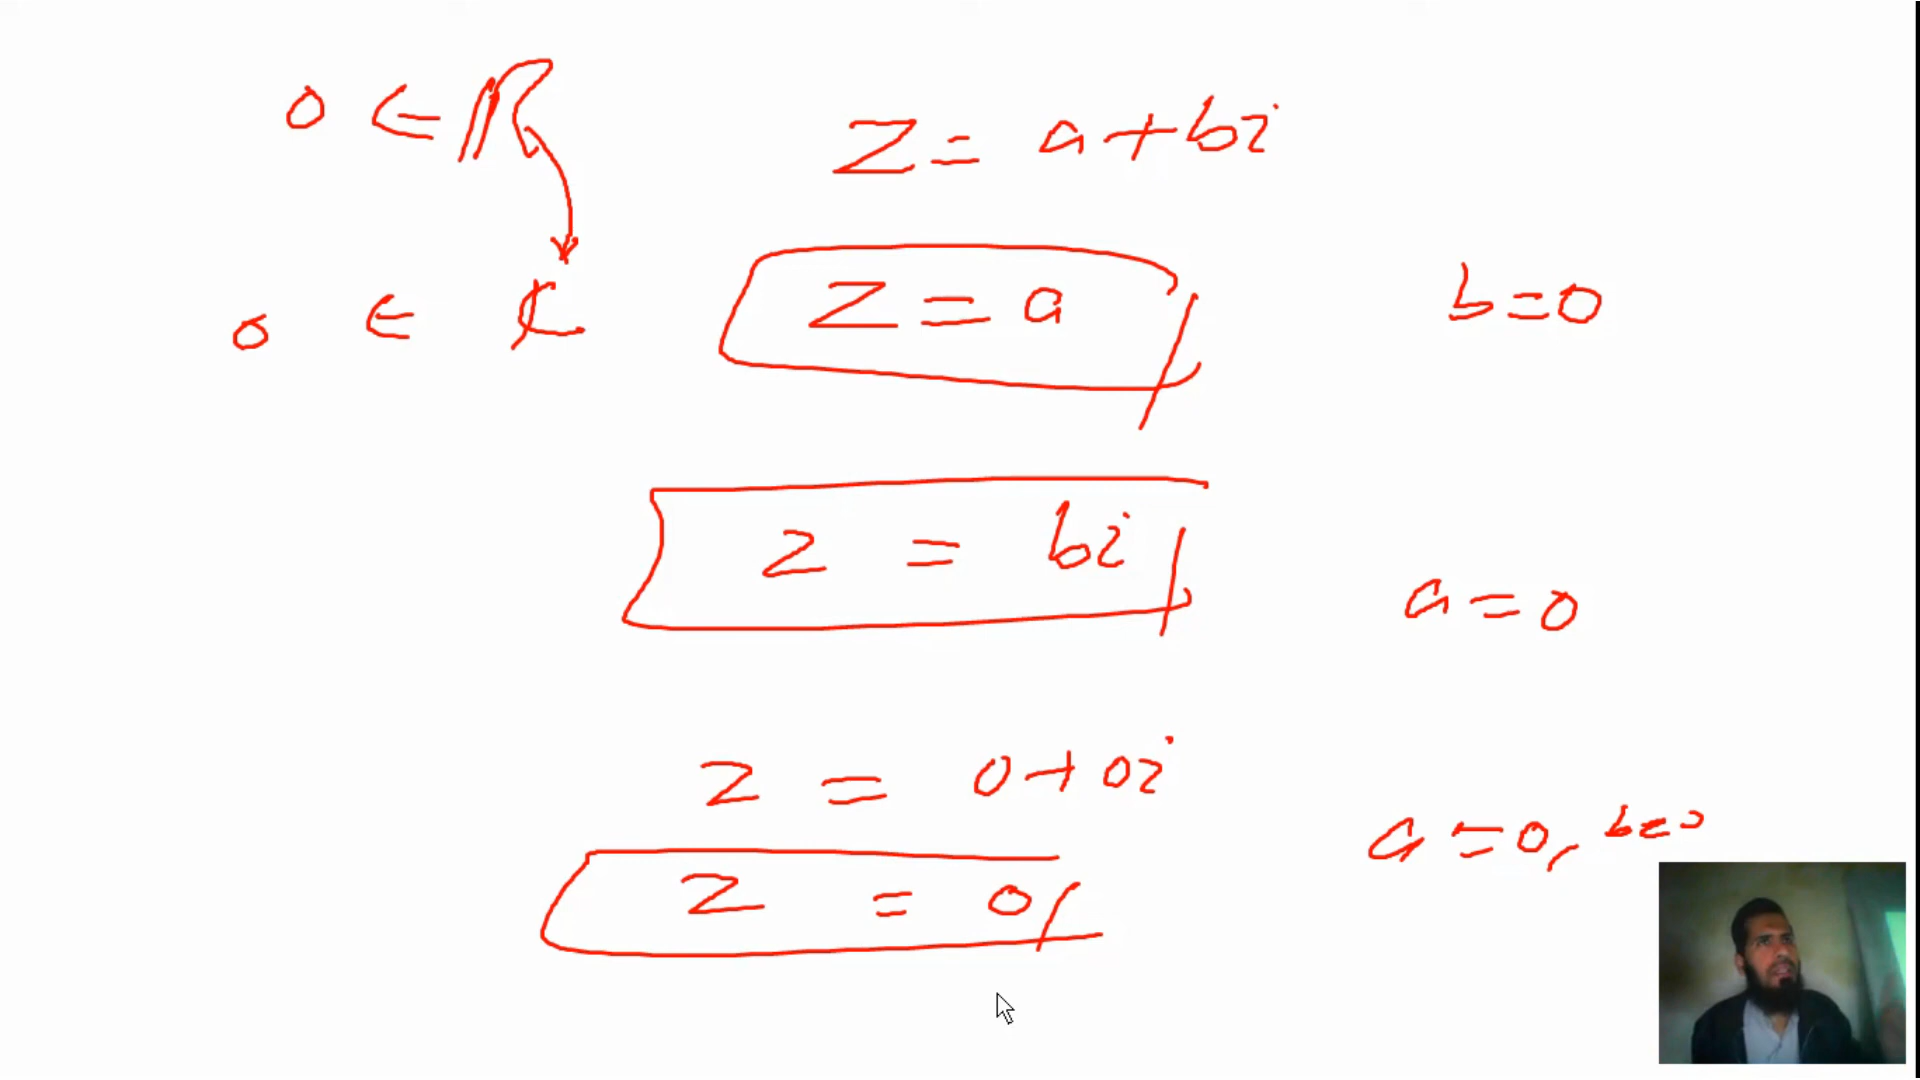 0 ∈ ℝ
z = a + bi
z = a
b = 0
0 ∈ ℂ
z = bi
a = 0
z = 0 + 0i
a = 0, b = 0
z = 0